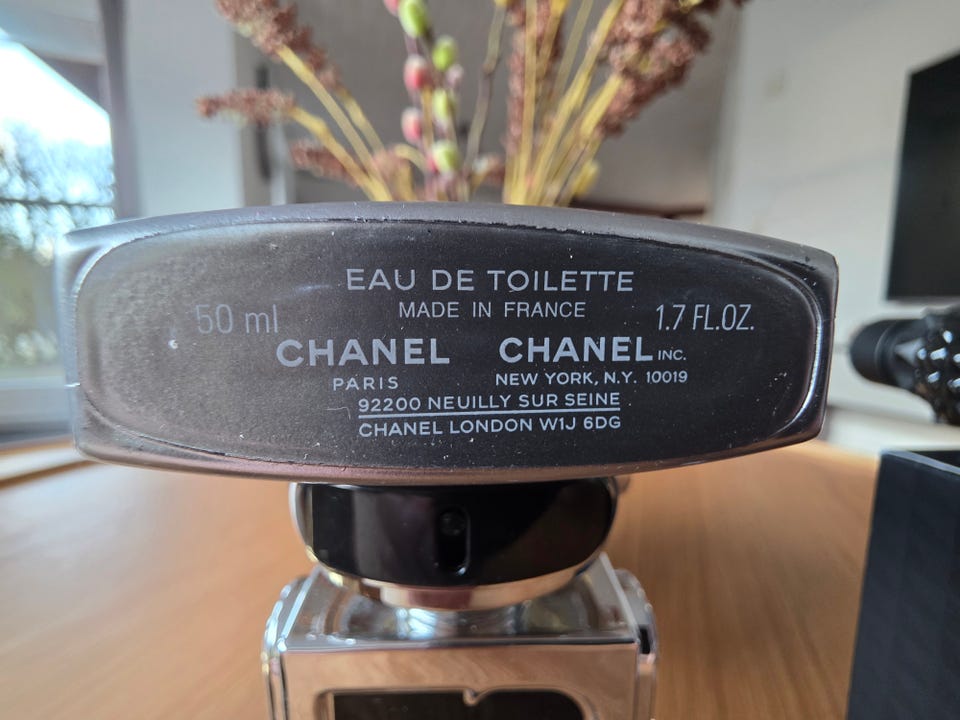 EAU DE TOILETTE
MADE IN FRANCE
50 ml 1.7 FL.OZ.
CHANEL CHANEL INC.
PARIS NEW YORK, N.Y. 10019
92200 NEUILLY SUR SEINE
CHANEL LONDON W1J 6DG